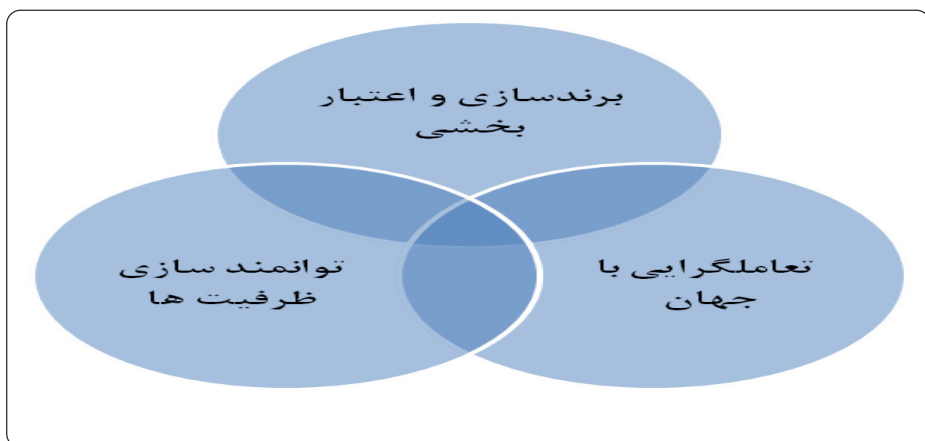 برندسازی و اعتبار
بخشی
تعاملگرایی با
جهان
توانمند سازی
ظرفیت ها